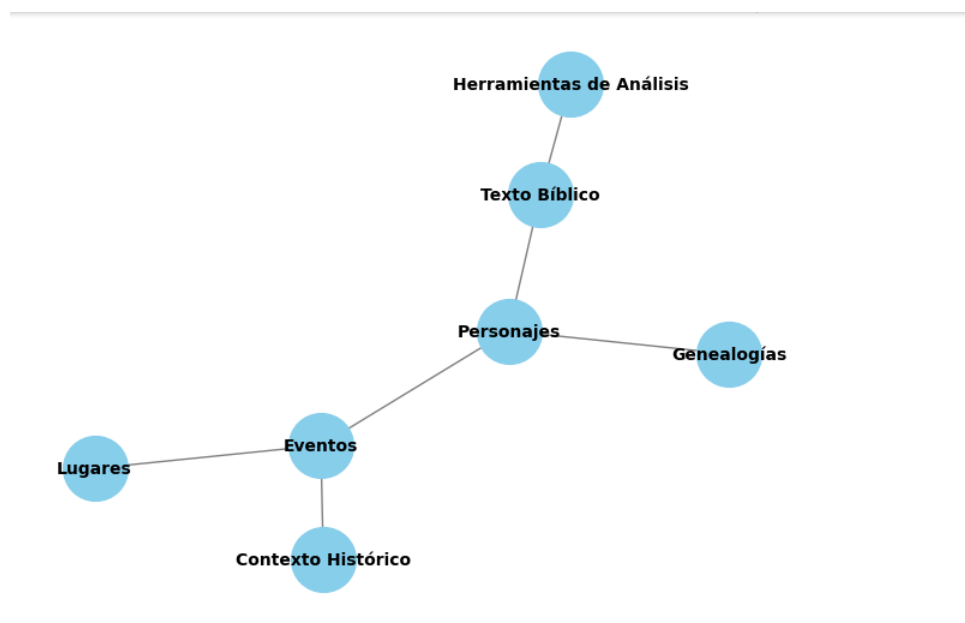 Herramientas de Análisis
Texto Bíblico
Personajes
Genealogías
Eventos
Lugares
Contexto Histórico